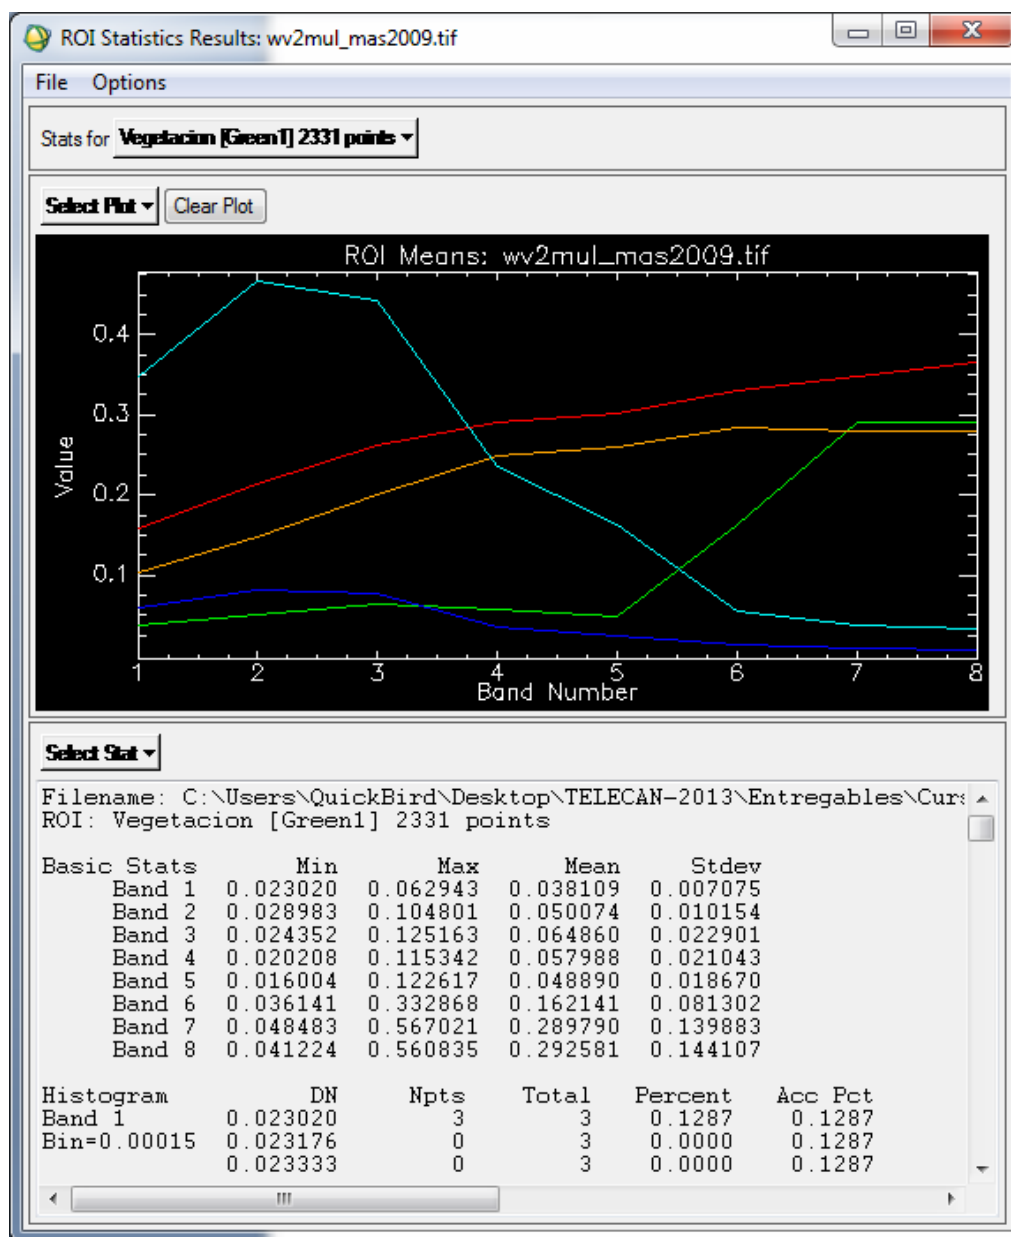 ROI Statistics Results: wv2mul_mas2009.tif
File Options
Stats for Vegetacion [Green1] 2331 points
Select Plot Clear Plot
ROI Means: wv2mul_mas2009.tif
0.4
0.3
0.2
0.1
Value
1 2 3 4 5 6 7 8
Band Number
Select Stat
Filename: C:\Users\QuickBird\Desktop\TELECAN-2013\Entregables\Curs
ROI: Vegetacion [Green1] 2331 points
Basic Stats Min Max Mean Stdev
Band 1 0.023020 0.062943 0.038109 0.007075
Band 2 0.028983 0.104801 0.050074 0.010154
Band 3 0.024352 0.125163 0.064860 0.022901
Band 4 0.020208 0.115342 0.057988 0.021043
Band 5 0.016004 0.122617 0.048890 0.018670
Band 6 0.036141 0.332868 0.162141 0.081302
Band 7 0.048483 0.567021 0.289790 0.139883
Band 8 0.041224 0.560835 0.292581 0.144107
Histogram DN Npts Total Percent Acc Pct
Band 1 0.023020 3 3 0.1287 0.1287
Bin=0.00015 0.023176 0 3 0.0000 0.1287
0.023333 0 3 0.0000 0.1287